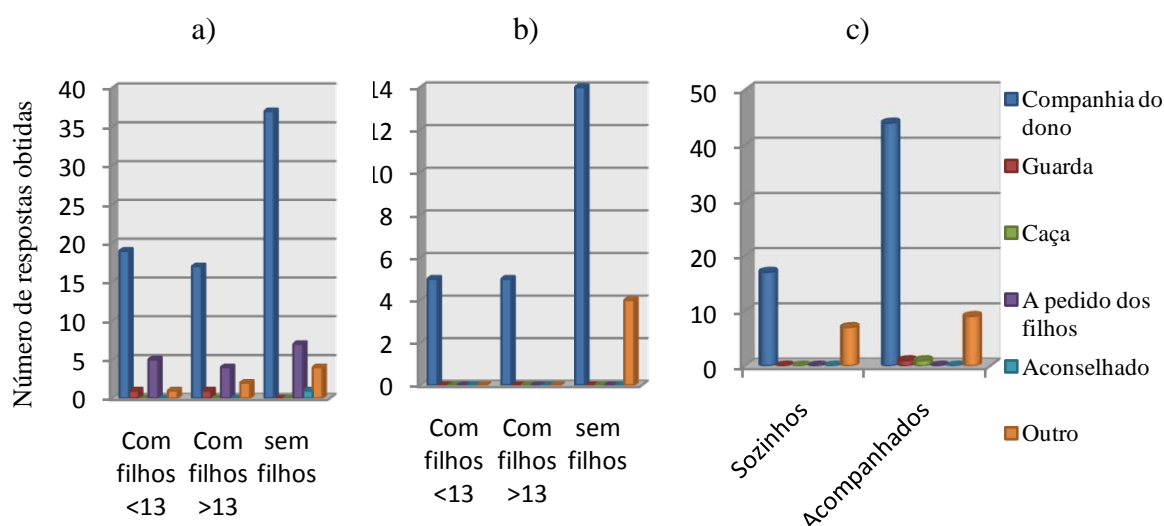 a)
b)
c)
Número de respostas obtidas
40
35
30
25
20
15
10
5
0
Com
filhos
<13
Com
filhos
>13
sem
filhos
14
12
10
8
6
4
2
0
Com
filhos
<13
Com
filhos
>13
sem
filhos
50
40
30
20
10
0
Sozinhos
Acompanhados
Companhia do
dono
Guarda
Caça
A pedido dos
filhos
Aconselhado
Outro